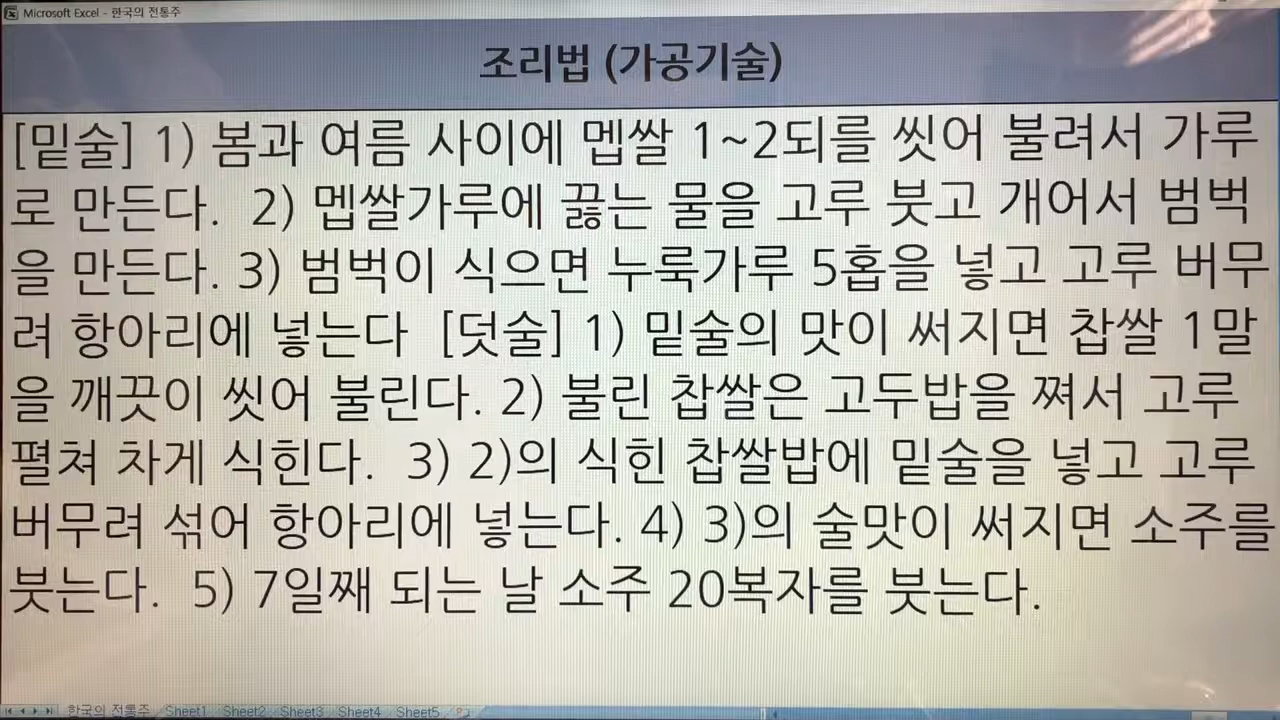 Microsoft Excel - 한국의 전통주
조리법 (가공기술)
[밑술] 1) 봄과 여름 사이에 멥쌀 1~2되를 씻어 불려서 가루
로 만든다. 2) 멥쌀가루에 끓는 물을 고루 붓고 개어서 범벅
을 만든다. 3) 범벅이 식으면 누룩가루 5홉을 넣고 고루 버무
려 항아리에 넣는다 [덧술] 1) 밑술의 맛이 써지면 찹쌀 1말
을 깨끗이 씻어 불린다. 2) 불린 찹쌀은 고두밥을 쪄서 고루
펼쳐 차게 식힌다. 3) 2)의 식힌 찹쌀밥에 밑술을 넣고 고루
버무려 섞어 항아리에 넣는다. 4) 3)의 술맛이 써지면 소주를
붓는다. 5) 7일째 되는 날 소주 20복자를 붓는다.
한국의 전통주 Sheet1 Sheet2 Sheet3 Sheet4 Sheet5